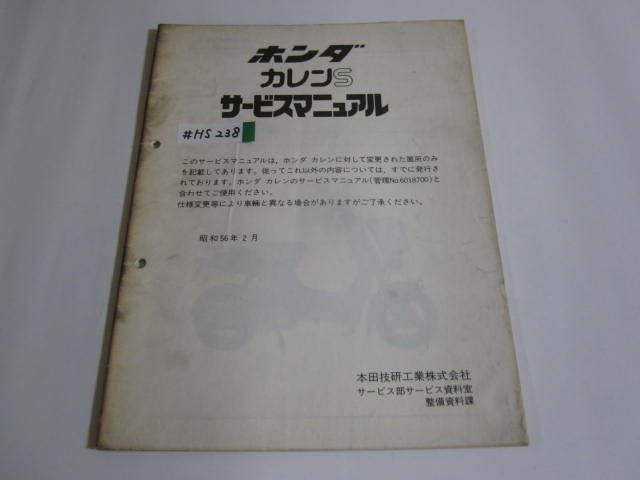 ホンダ
カレンS
サービスマニュアル
#HS238
このサービスマニュアルは、ホンダ カレンに対して変更された箇所のみ
を記載してあります。従ってこれ以外の内容については、すでに発行さ
れております。ホンダ カレンのサービスマニュアル(管理No.6018700)と
合わせてご使用ください。
仕様変更等により車輌と異なる場合がありますがご了承ください。
昭和56年2月
本田技研工業株式会社
サービス部サービス資料室
整備資料課